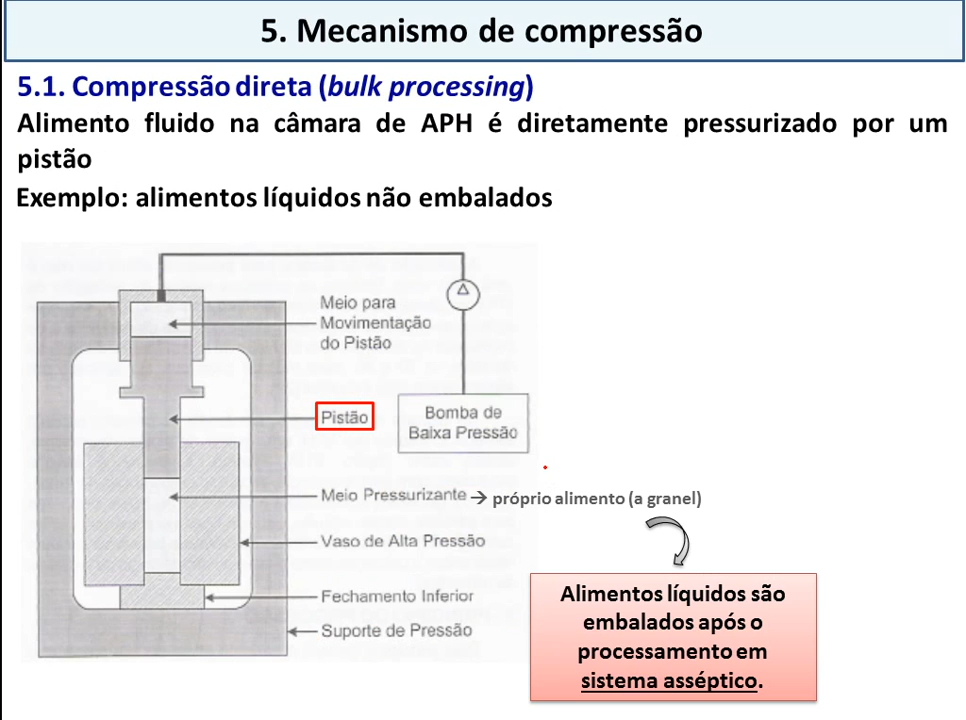 5. Mecanismo de compressão
5.1. Compressão direta (bulk processing)
Alimento fluido na câmara de APH é diretamente pressurizado por um
pistão
Exemplo: alimentos líquidos não embalados
Meio para
Movimentação
do Pistão
Pistão
Bomba de
Baixa Pressão
Meio Pressurizante → próprio alimento (a granel)
Vaso de Alta Pressão
Fechamento Inferior
Suporte de Pressão
Alimentos líquidos são
embalados após o
processamento em
sistema asséptico.